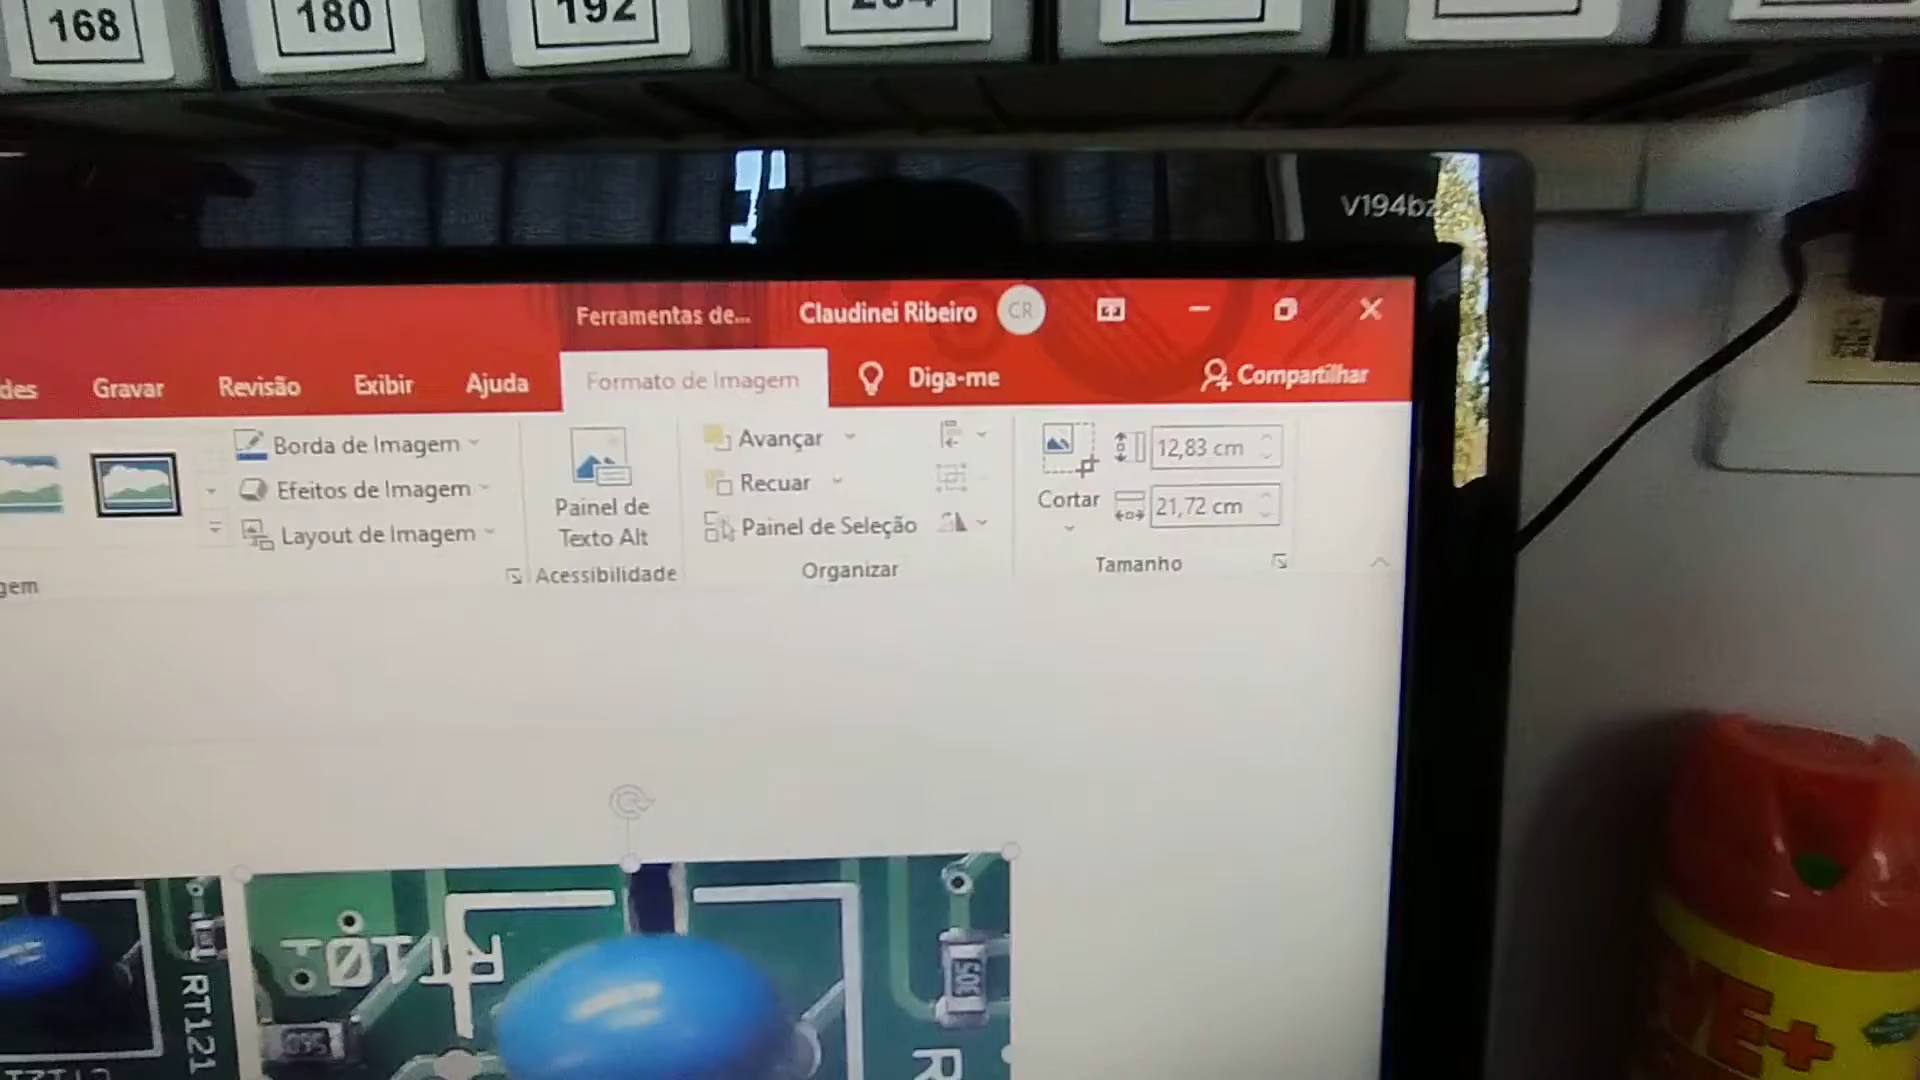 168
180
192
V194bz
Ferramentas de...
Claudinei Ribeiro
CR
des
Gravar
Revisão
Exibir
Ajuda
Formato de Imagem
Diga-me
Compartilhar
Borda de Imagem
Efeitos de Imagem
Layout de Imagem
gem
Painel de
Texto Alt
Acessibilidade
Avançar
Recuar
Painel de Seleção
Organizar
Cortar
12,83 cm
21,72 cm
Tamanho
RT10
RT121